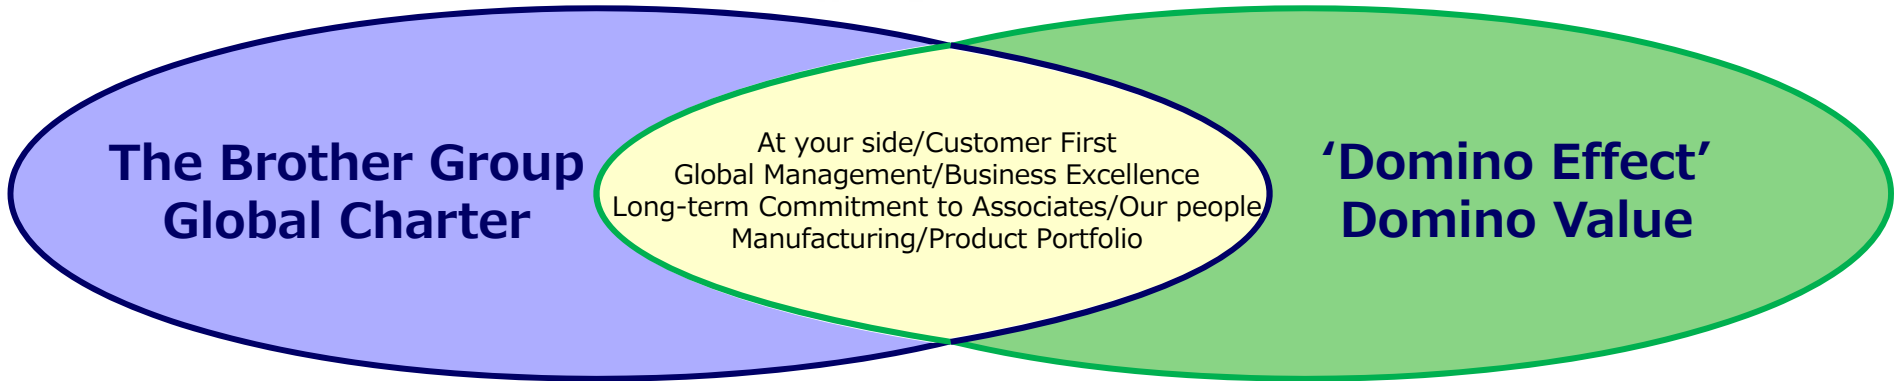 The Brother Group
Global Charter
At your side/Customer First
Global Management/Business Excellence
Long-term Commitment to Associates/Our people
Manufacturing/Product Portfolio
‘Domino Effect’
Domino Value